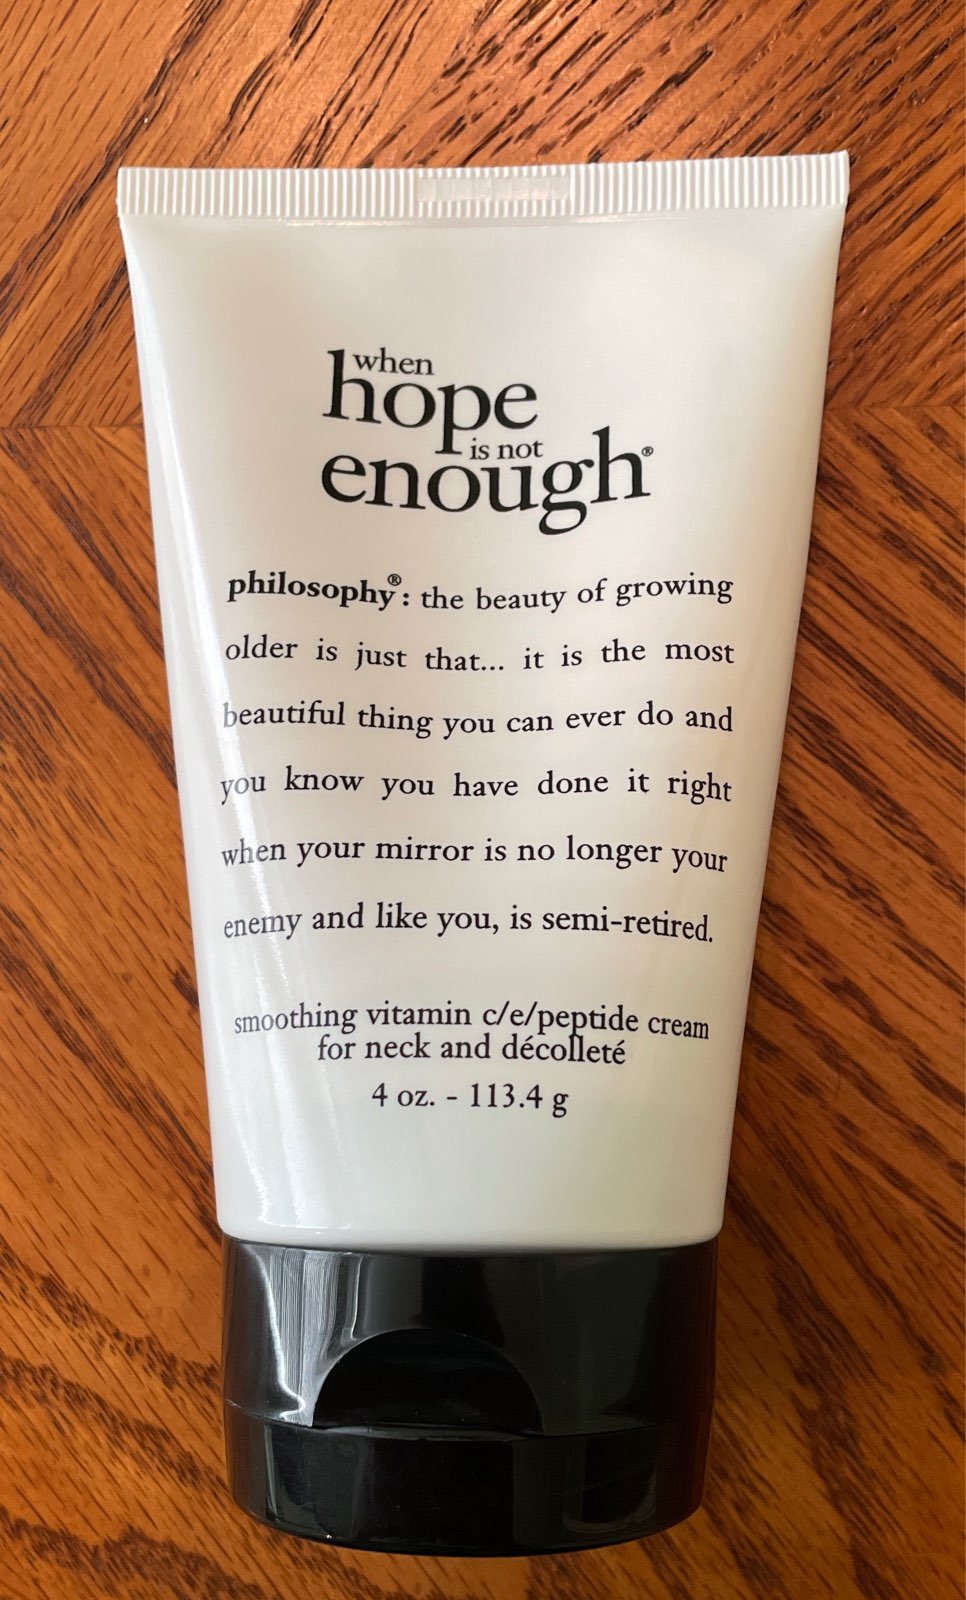 when
hope
is not
enough®
philosophy®: the beauty of growing
older is just that... it is the most
beautiful thing you can ever do and
you know you have done it right
when your mirror is no longer your
enemy and like you, is semi-retired.
smoothing vitamin c/e/peptide cream
for neck and décolleté
4 oz. - 113.4 g